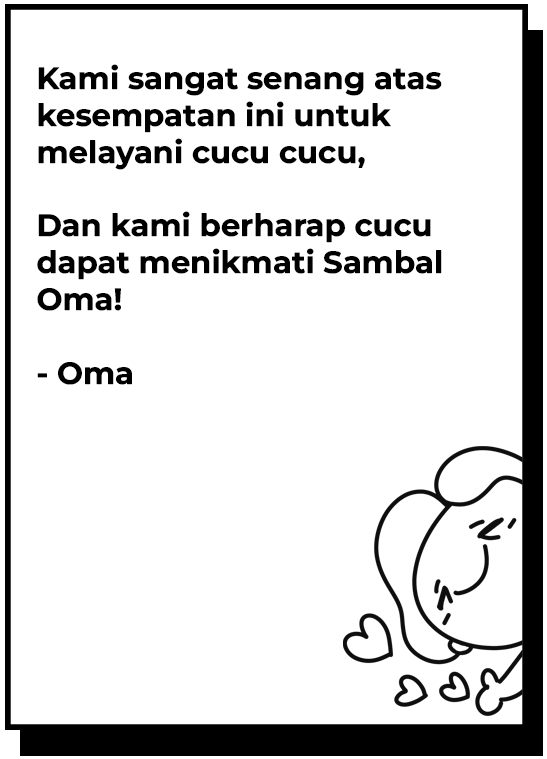 Kami sangat senang atas
kesempatan ini untuk
melayani cucu cucu,
Dan kami berharap cucu
dapat menikmati Sambal
Oma!
- Oma